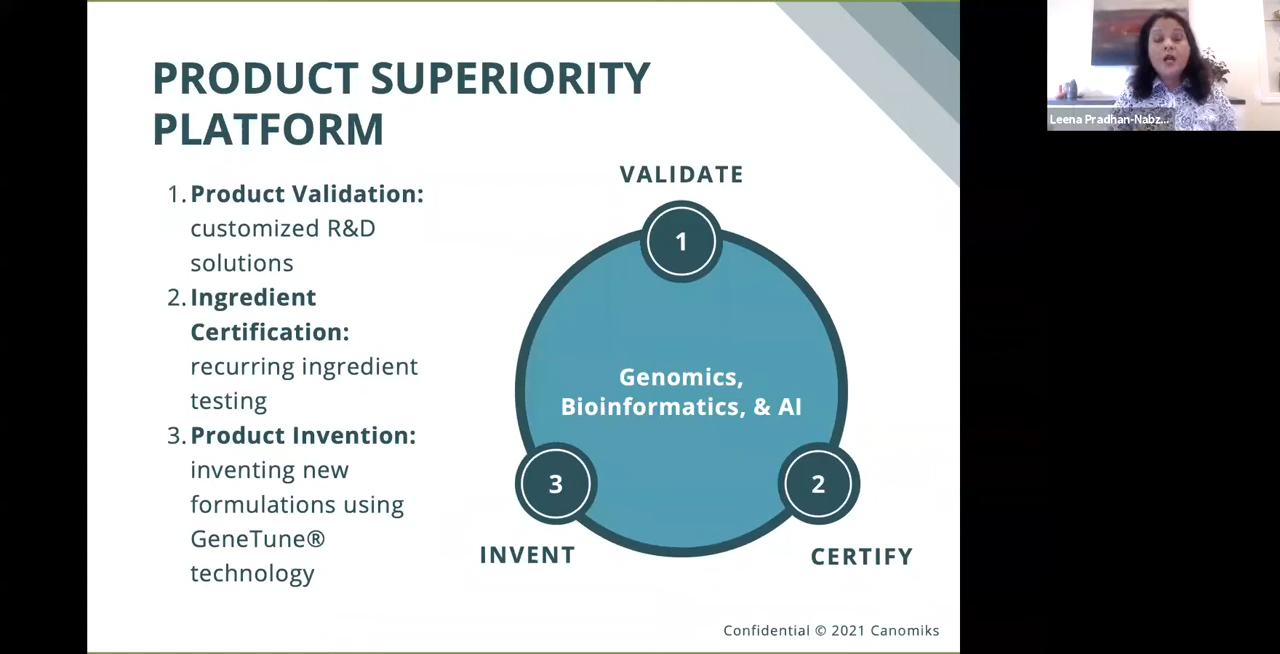 PRODUCT SUPERIORITY
PLATFORM
1. Product Validation:
customized R&D
solutions
2. Ingredient
Certification:
recurring ingredient
testing
3. Product Invention:
inventing new
formulations using
GeneTune®
technology
VALIDATE
1
Genomics,
Bioinformatics, & AI
3
2
INVENT
CERTIFY
Confidential © 2021 Canomiks
Leena Pradhan-Nabz...